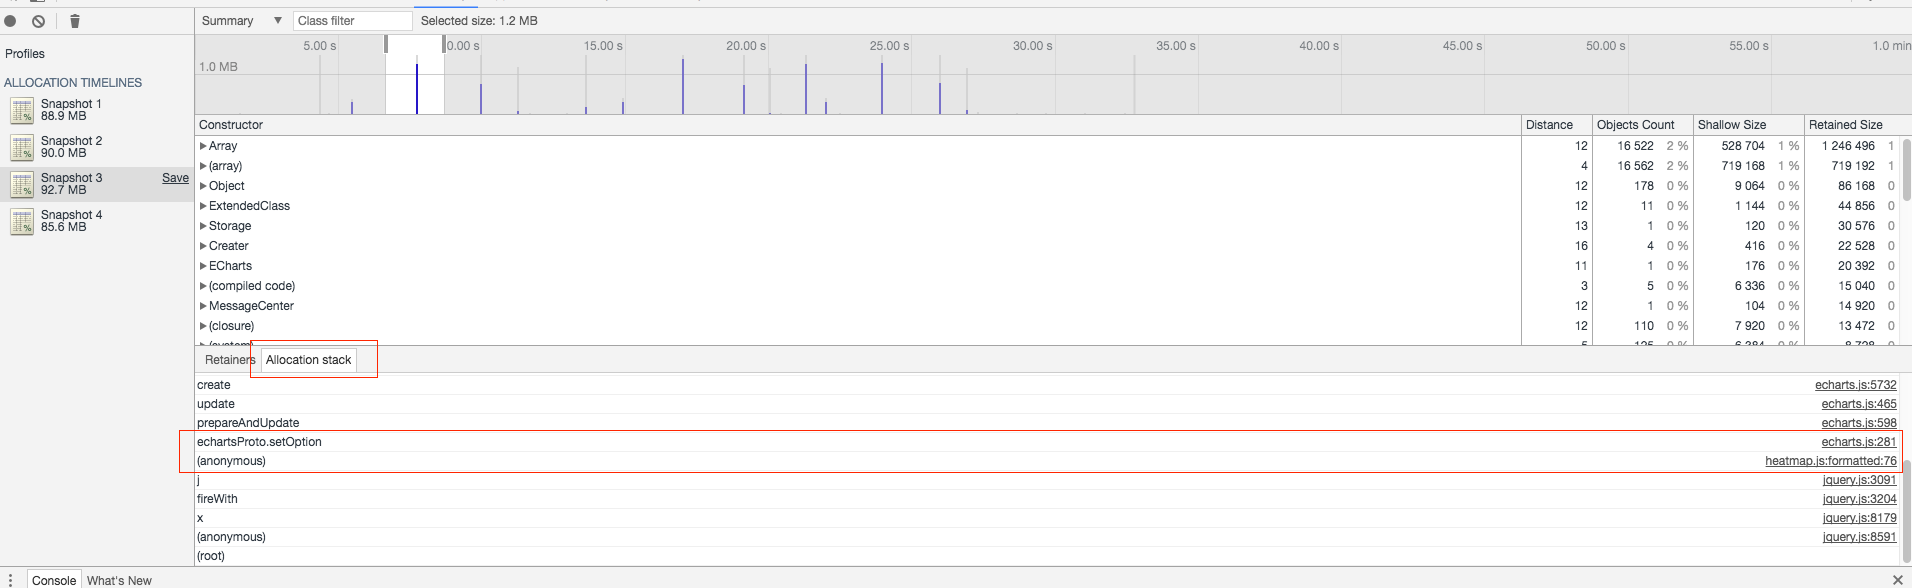 Summary ▼ Class filter Selected size: 1.2 MB
Profiles
ALLOCATION TIMELINES
Snapshot 1
88.9 MB
Snapshot 2
90.0 MB
Snapshot 3 Save
92.7 MB
Snapshot 4
85.6 MB
5.00 s 0.00 s 15.00 s 20.00 s 25.00 s 30.00 s 35.00 s 40.00 s 45.00 s 50.00 s 55.00 s 1.0 min
1.0 MB
Constructor Distance Objects Count Shallow Size Retained Size
▶Array 12 16 522 2 % 528 704 1 % 1 246 496 1
▶(array) 4 16 562 2 % 719 168 1 % 719 192 1
▶Object 12 178 0 % 9 064 0 % 86 168 0
▶ExtendedClass 12 11 0 % 1 144 0 % 44 856 0
▶Storage 13 1 0 % 120 0 % 30 576 0
▶Creater 16 4 0 % 416 0 % 22 528 0
▶ECharts 11 1 0 % 176 0 % 20 392 0
▶(compiled code) 3 5 0 % 6 336 0 % 15 040 0
▶MessageCenter 12 1 0 % 104 0 % 14 920 0
▶(closure) 12 110 0 % 7 920 0 % 13 472 0
▶(system) 5 125 0 % 6 384 0 % 8 728 0
Retainers Allocation stack
create echarts.js:5732
update echarts.js:465
prepareAndUpdate echarts.js:598
echartsProto.setOption echarts.js:281
(anonymous) heatmap.js:formatted:76
j jquery.js:3091
fireWith jquery.js:3204
x jquery.js:8179
(anonymous) jquery.js:8591
(root)
Console What's New